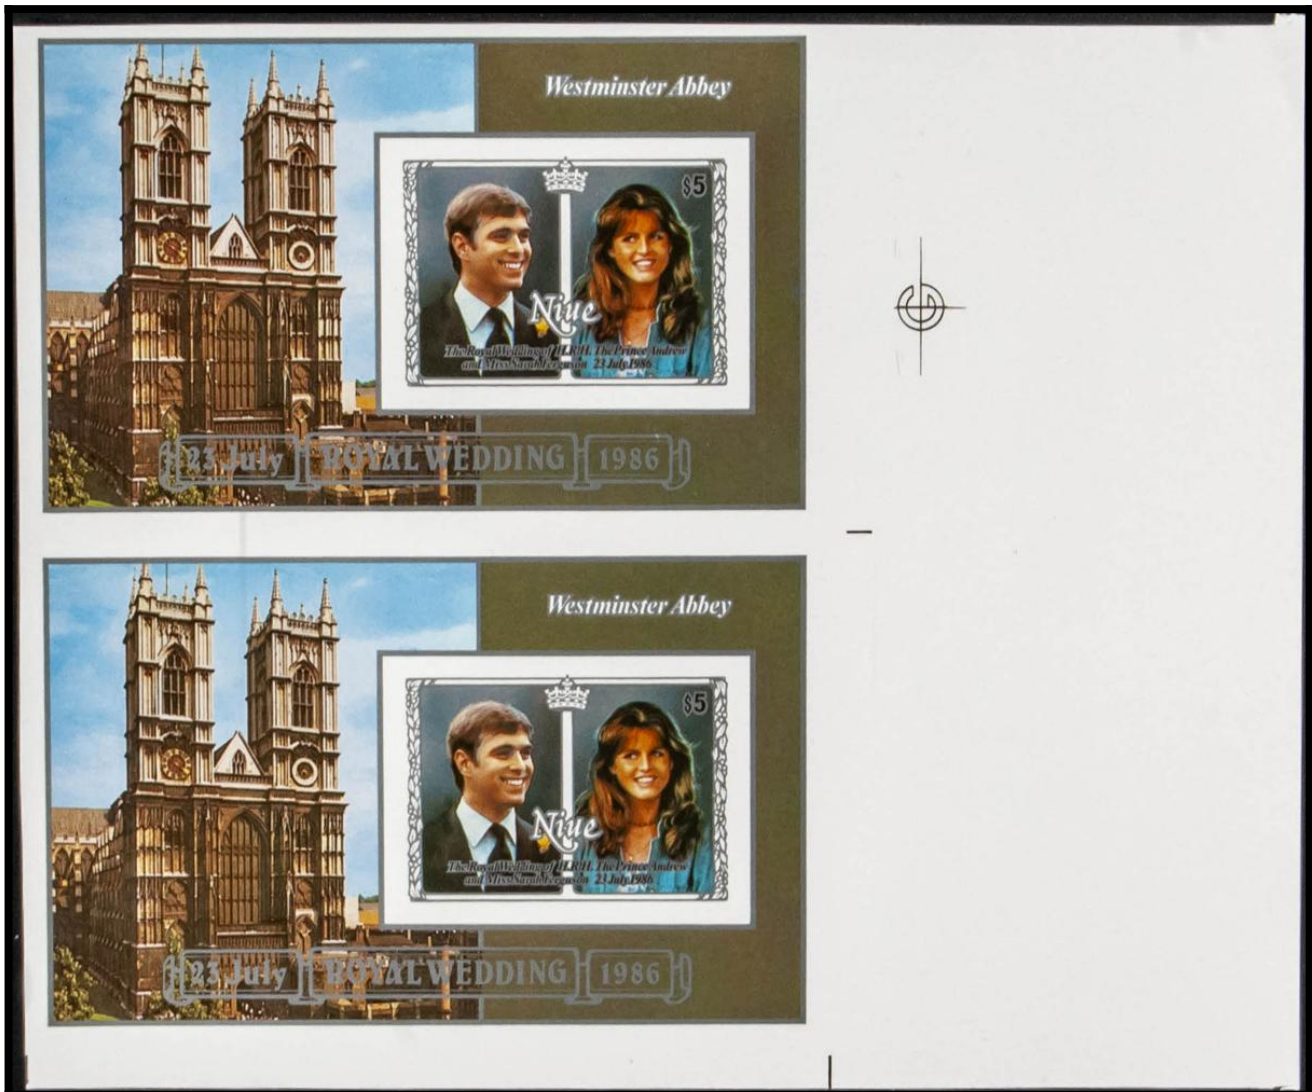 Westminster Abbey
$5
Niue
The Royal Wedding of H.R.H. The Prince Andrew
and Miss Sarah Ferguson 23 July 1986
23 July ROYAL WEDDING 1986
Westminster Abbey
$5
Niue
The Royal Wedding of H.R.H. The Prince Andrew
and Miss Sarah Ferguson 23 July 1986
23 July ROYAL WEDDING 1986